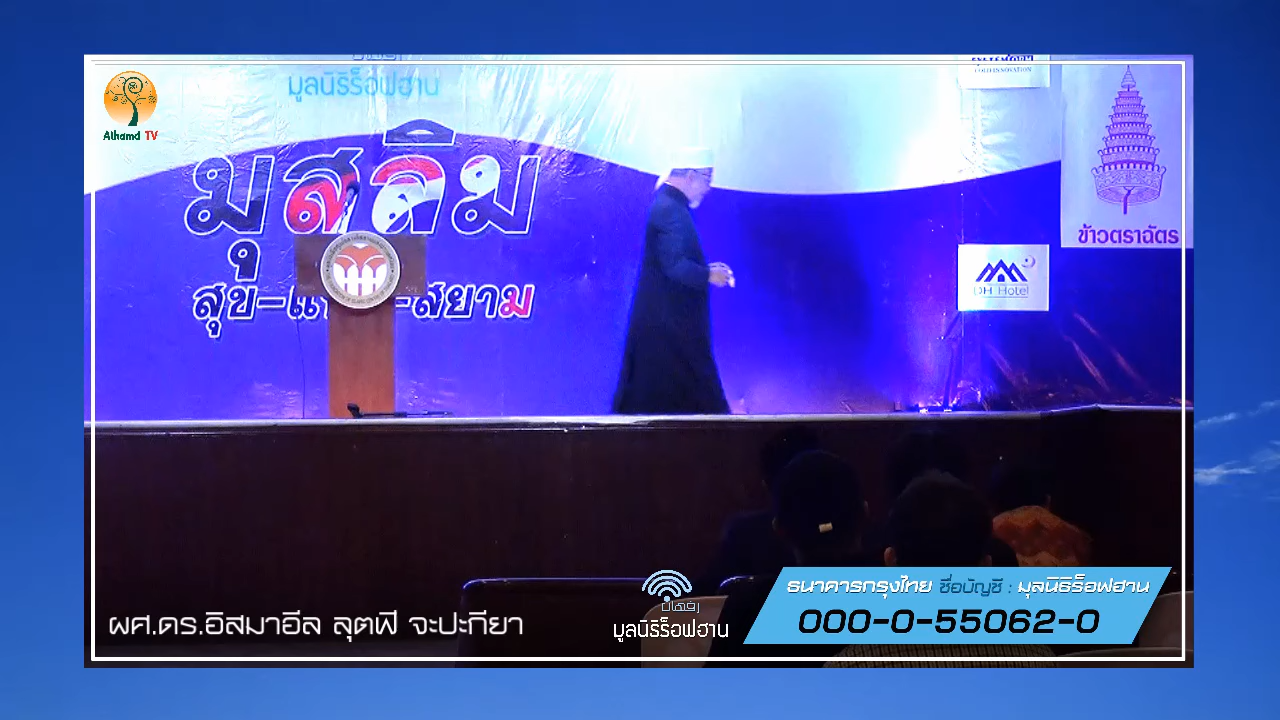 มูลนิธิร็อฟฮาน
FOOD INNOVATION
Alhamd TV
มุสลิม
ข้าวตราฉัตร
DH Hotel
สุข-แ -สยาม
ธนาคารกรุงไทย ชื่อบัญชี : มุลนิธิร็อฟฮาน
000-0-55062-0
ผศ.ดร.อิสมาอีล ลุตฟี จะปะกียา
มูลนิธิร็อฟฮาน